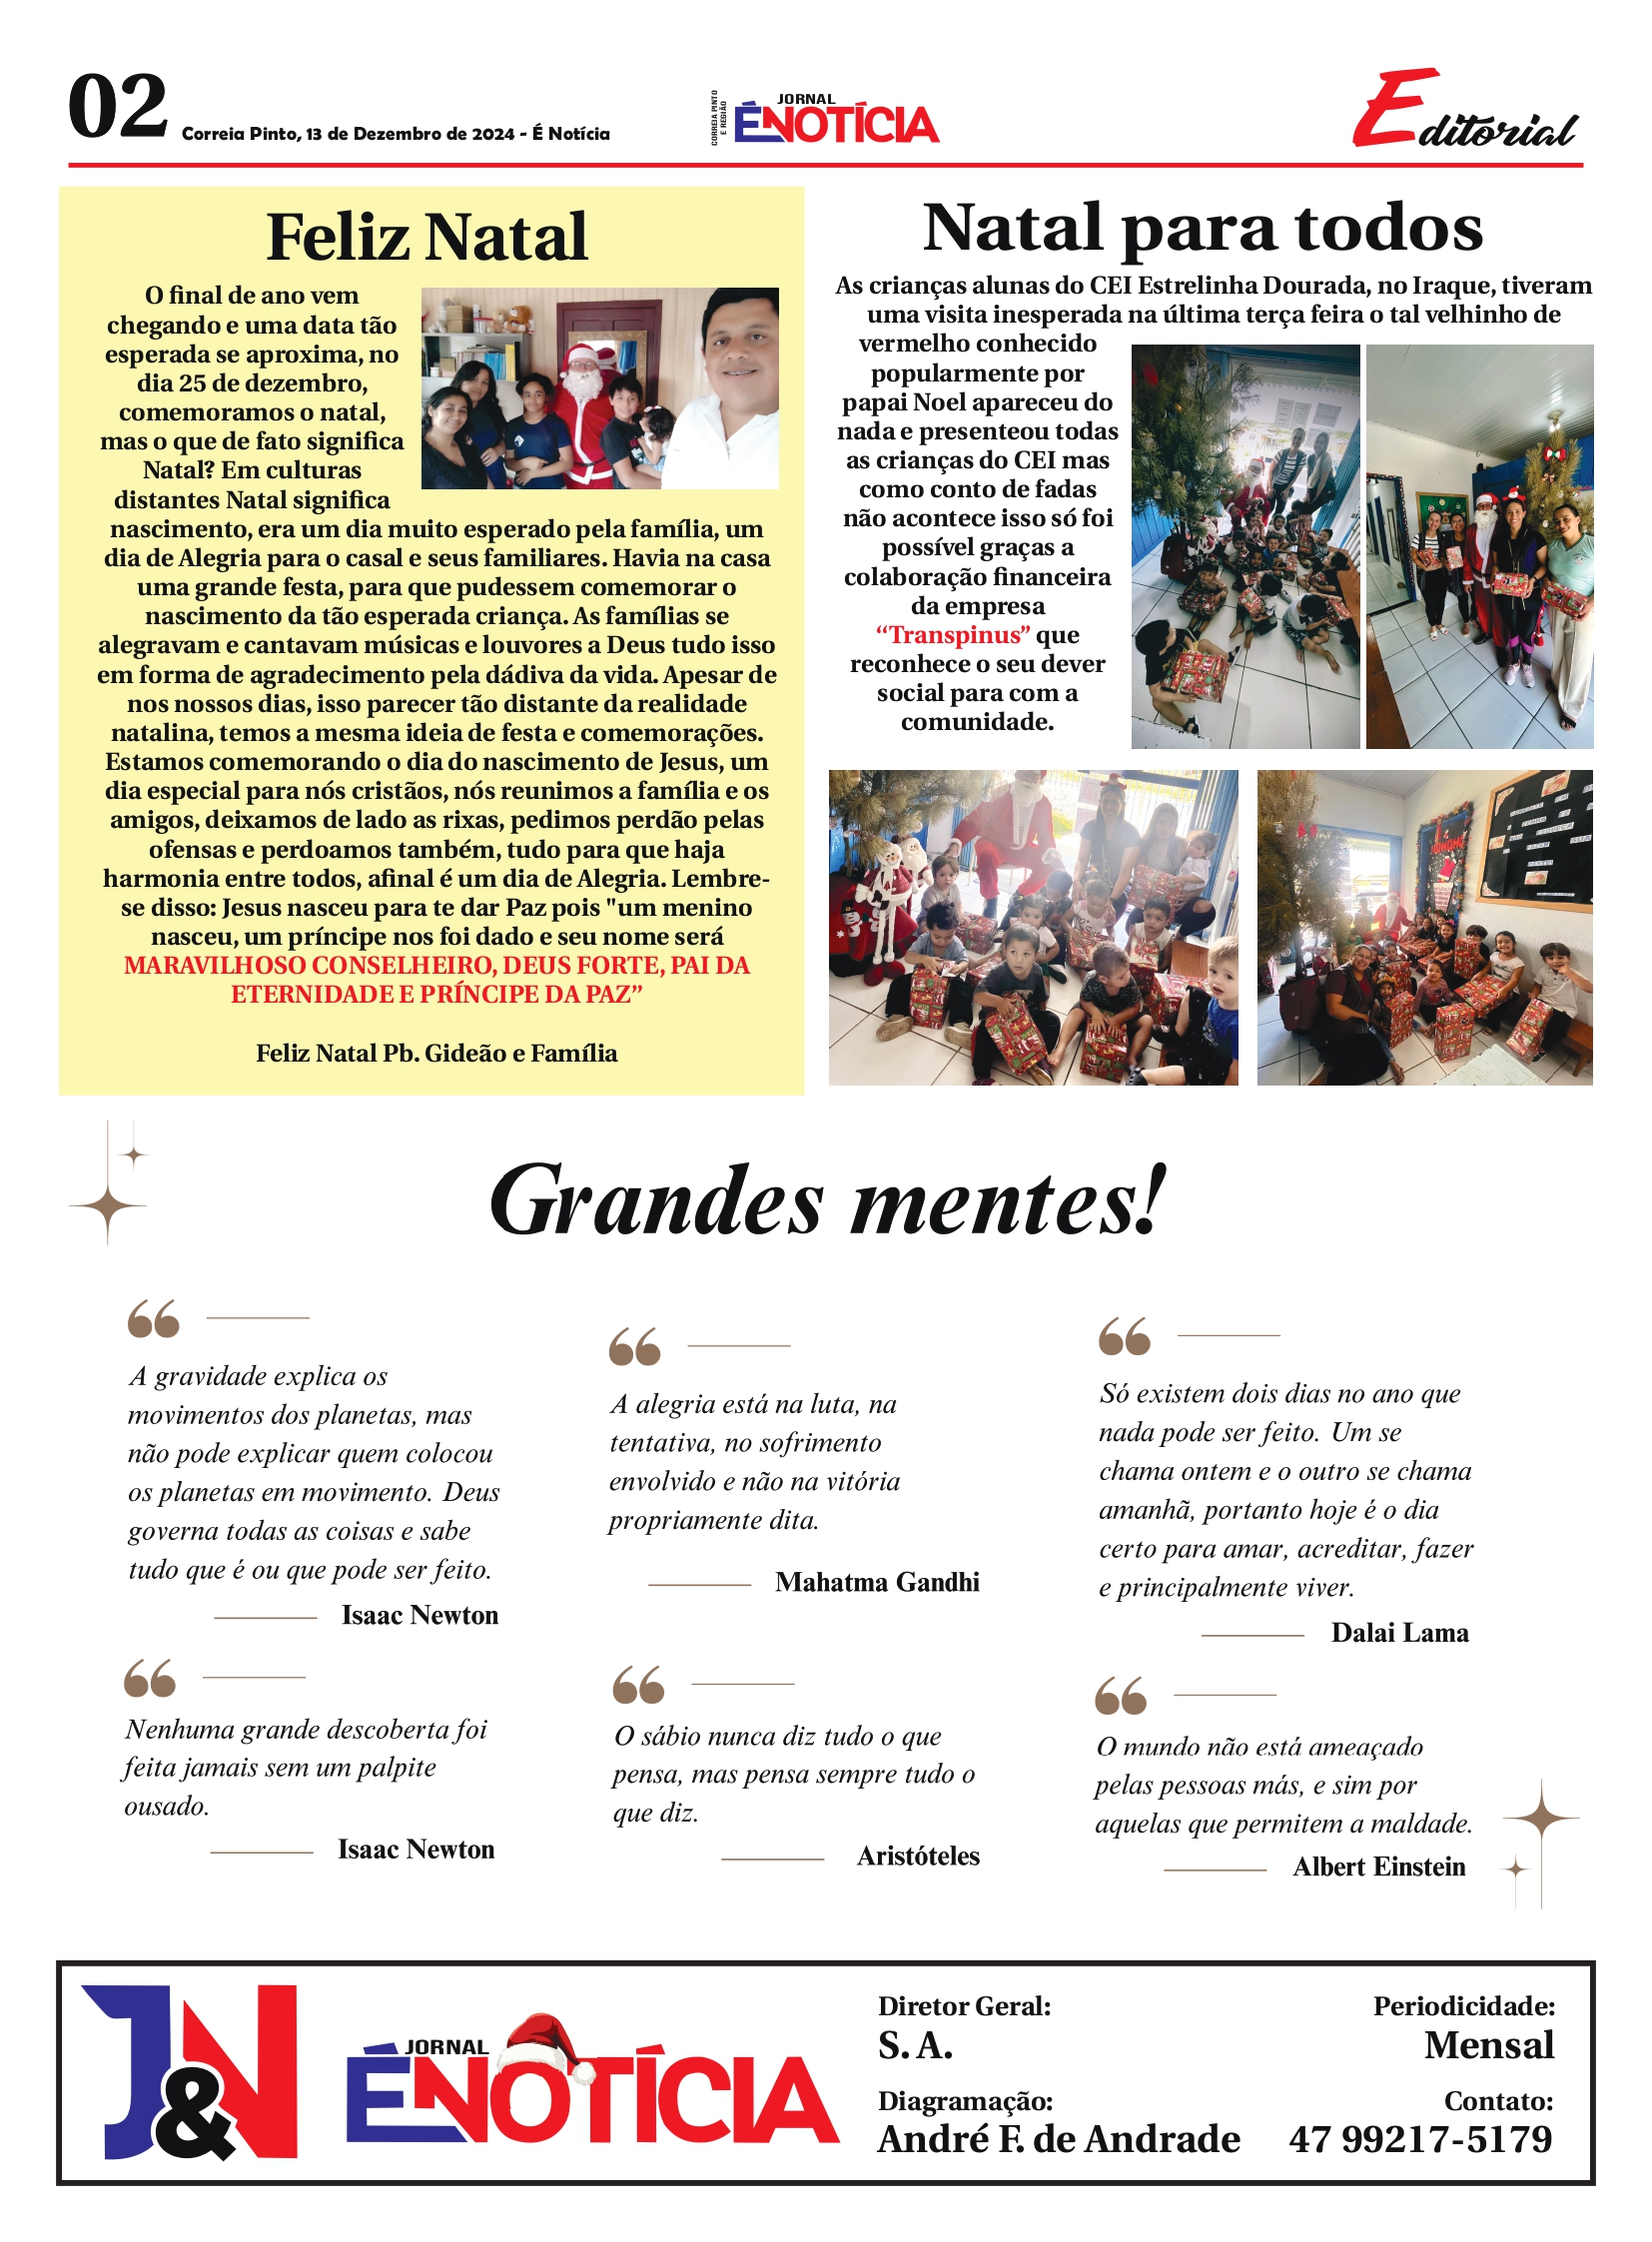 02
Correia Pinto, 13 de Dezembro de 2024 - É Notícia
CORREIA PINTO
E REGIÃO
JORNAL
ÉNOTÍCIA
Editorial
Feliz Natal
O final de ano vem
chegando e uma data tão
esperada se aproxima, no
dia 25 de dezembro,
comemoramos o natal,
mas o que de fato significa
Natal? Em culturas
distantes Natal significa
nascimento, era um dia muito esperado pela família, um
dia de Alegria para o casal e seus familiares. Havia na casa
uma grande festa, para que pudessem comemorar o
nascimento da tão esperada criança. As famílias se
alegravam e cantavam músicas e louvores a Deus tudo isso
em forma de agradecimento pela dádiva da vida. Apesar de
nos nossos dias, isso parecer tão distante da realidade
natalina, temos a mesma ideia de festa e comemorações.
Estamos comemorando o dia do nascimento de Jesus, um
dia especial para nós cristãos, nós reunimos a família e os
amigos, deixamos de lado as rixas, pedimos perdão pelas
ofensas e perdoamos também, tudo para que haja
harmonia entre todos, afinal é um dia de Alegria. Lembre-
se disso: Jesus nasceu para te dar Paz pois "um menino
nasceu, um príncipe nos foi dado e seu nome será
MARAVILHOSO CONSELHEIRO, DEUS FORTE, PAI DA
ETERNIDADE E PRÍNCIPE DA PAZ”
Feliz Natal Pb. Gideão e Família
Natal para todos
As crianças alunas do CEI Estrelinha Dourada, no Iraque, tiveram
uma visita inesperada na última terça feira o tal velhinho de
vermelho conhecido
popularmente por
papai Noel apareceu do
nada e presenteou todas
as crianças do CEI mas
como conto de fadas
não acontece isso só foi
possível graças a
colaboração financeira
da empresa
“Transpinus” que
reconhece o seu dever
social para com a
comunidade.
Grandes mentes!
A gravidade explica os
movimentos dos planetas, mas
não pode explicar quem colocou
os planetas em movimento. Deus
governa todas as coisas e sabe
tudo que é ou que pode ser feito.
Isaac Newton
A alegria está na luta, na
tentativa, no sofrimento
envolvido e não na vitória
propriamente dita.
Mahatma Gandhi
Só existem dois dias no ano que
nada pode ser feito. Um se
chama ontem e o outro se chama
amanhã, portanto hoje é o dia
certo para amar, acreditar, fazer
e principalmente viver.
Dalai Lama
Nenhuma grande descoberta foi
feita jamais sem um palpite
ousado.
Isaac Newton
O sábio nunca diz tudo o que
pensa, mas pensa sempre tudo o
que diz.
Aristóteles
O mundo não está ameaçado
pelas pessoas más, e sim por
aquelas que permitem a maldade.
Albert Einstein
J&N
JORNAL
ÉNOTÍCIA
Diretor Geral:
S. A.
Diagramação:
André F. de Andrade
Periodicidade:
Mensal
Contato:
47 99217-5179